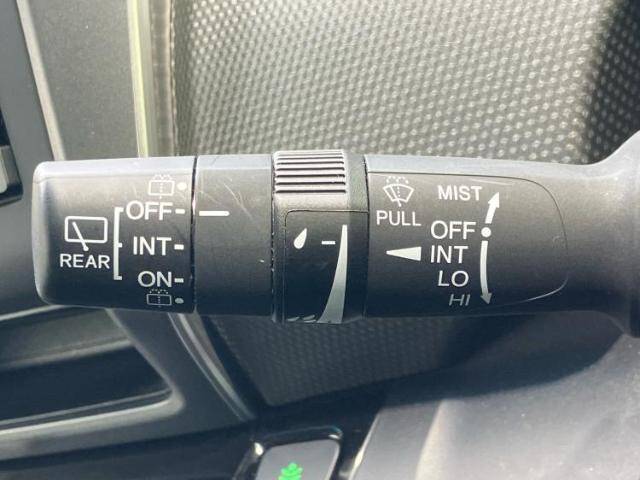 OFF
INT
ON
REAR
PULL
MIST
OFF
INT
LO
HI